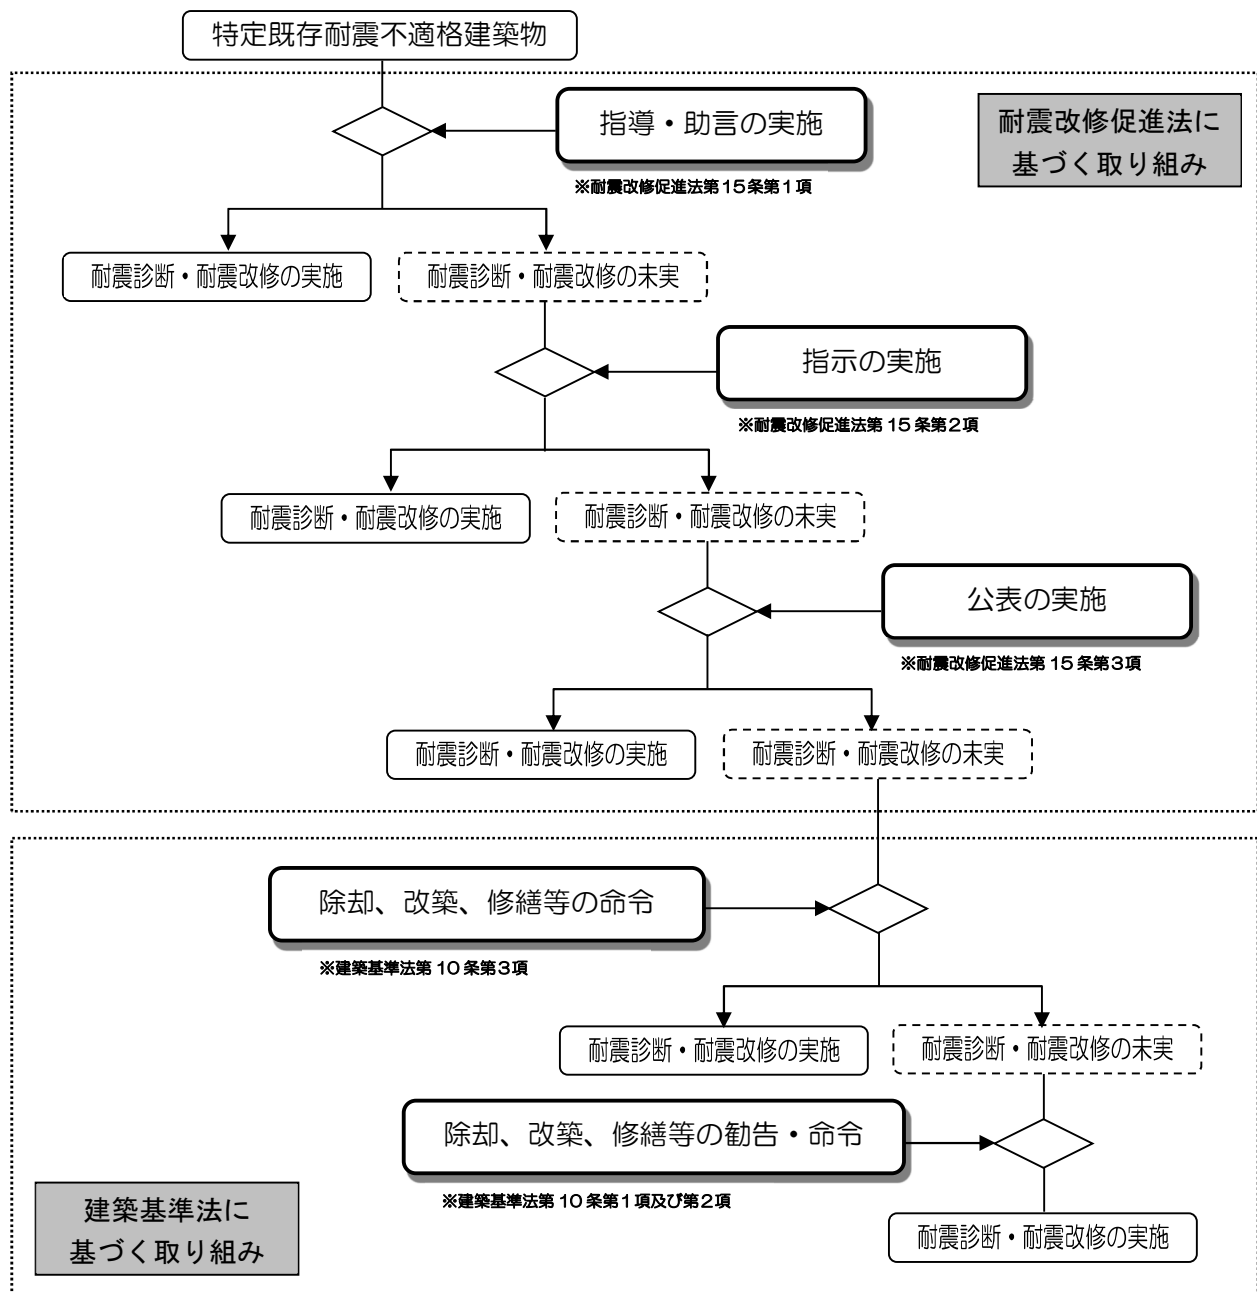 特定既存耐震不適格建築物
指導・助言の実施
耐震改修促進法に
基づく取り組み
※耐震改修促進法第15条第1項
耐震診断・耐震改修の実施
耐震診断・耐震改修の未実
指示の実施
※耐震改修促進法第15条第2項
耐震診断・耐震改修の実施
耐震診断・耐震改修の未実
公表の実施
※耐震改修促進法第15条第3項
耐震診断・耐震改修の実施
耐震診断・耐震改修の未実
除却、改築、修繕等の命令
※建築基準法第10条第3項
耐震診断・耐震改修の実施
耐震診断・耐震改修の未実
除却、改築、修繕等の勧告・命令
※建築基準法第10条第1項及び第2項
建築基準法に
基づく取り組み
耐震診断・耐震改修の実施